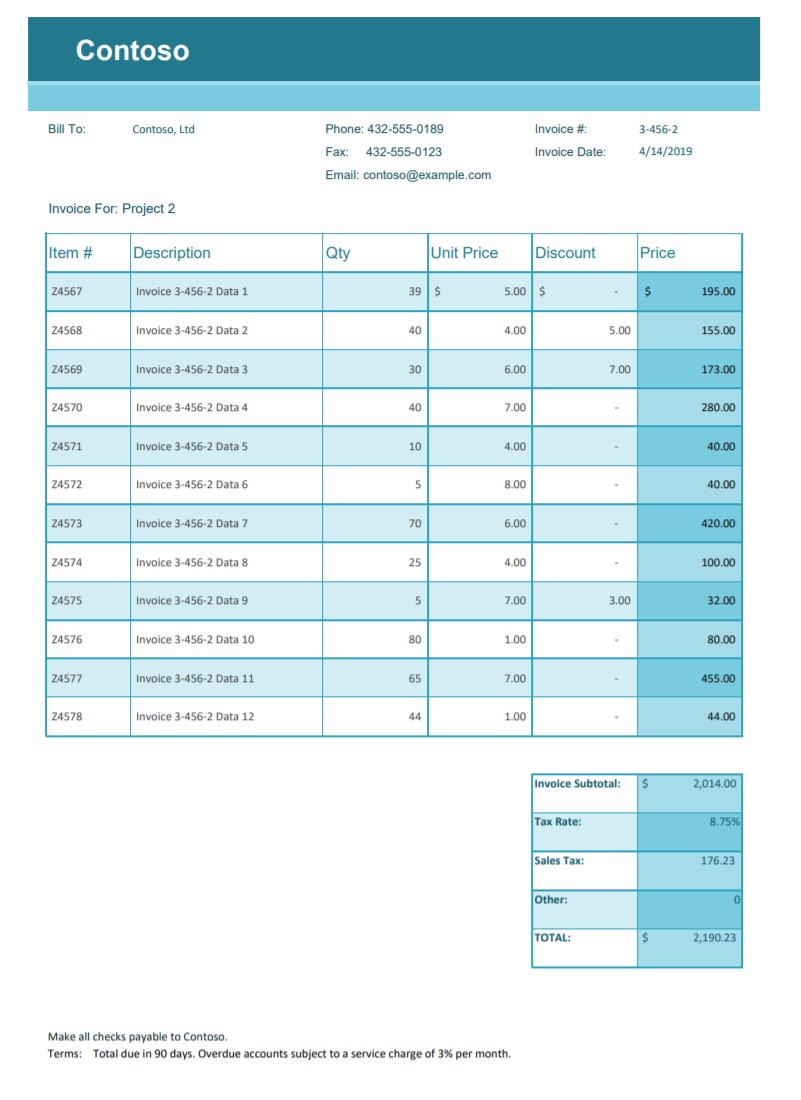 Contoso
Bill To: Contoso, Ltd Phone: 432-555-0189 Invoice #: 3-456-2
Fax: 432-555-0123 Invoice Date: 4/14/2019
Email: contoso@example.com
Invoice For: Project 2
Item # Description Qty Unit Price Discount Price
Z4567 Invoice 3-456-2 Data 1 39 $ 5.00 $ - $ 195.00
Z4568 Invoice 3-456-2 Data 2 40 4.00 5.00 155.00
Z4569 Invoice 3-456-2 Data 3 30 6.00 7.00 173.00
Z4570 Invoice 3-456-2 Data 4 40 7.00 - 280.00
Z4571 Invoice 3-456-2 Data 5 10 4.00 - 40.00
Z4572 Invoice 3-456-2 Data 6 5 8.00 - 40.00
Z4573 Invoice 3-456-2 Data 7 70 6.00 - 420.00
Z4574 Invoice 3-456-2 Data 8 25 4.00 - 100.00
Z4575 Invoice 3-456-2 Data 9 5 7.00 3.00 32.00
Z4576 Invoice 3-456-2 Data 10 80 1.00 - 80.00
Z4577 Invoice 3-456-2 Data 11 65 7.00 - 455.00
Z4578 Invoice 3-456-2 Data 12 44 1.00 - 44.00
Invoice Subtotal: $ 2,014.00
Tax Rate: 8.75%
Sales Tax: 176.23
Other: 0
TOTAL: $ 2,190.23
Make all checks payable to Contoso.
Terms: Total due in 90 days. Overdue accounts subject to a service charge of 3% per month.